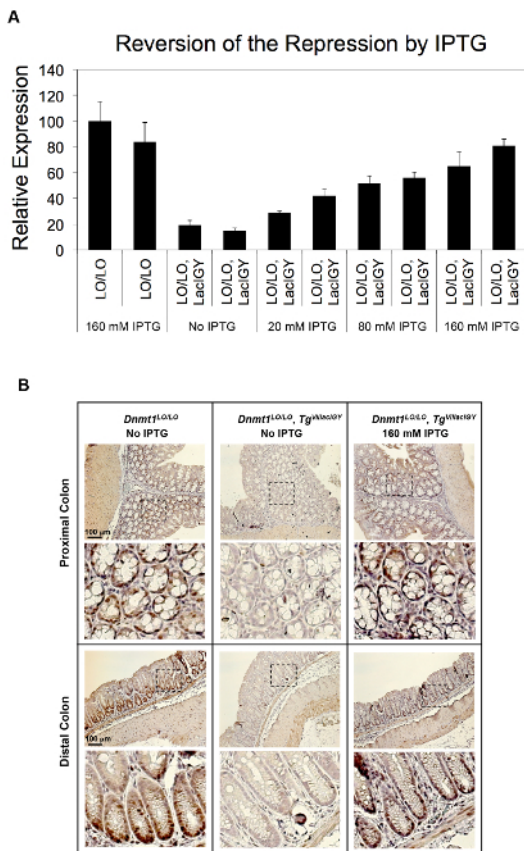 A
Reversion of the Repression by IPTG
Relative Expression
140
120
100
80
60
40
20
0
LO/LO
LO/LO
LO/LO, LacIGY
LO/LO, LacIGY
LO/LO, LacIGY
LO/LO, LacIGY
LO/LO, LacIGY
LO/LO, LacIGY
LO/LO, LacIGY
LO/LO, LacIGY
160 mM IPTG
No IPTG
20 mM IPTG
80 mM IPTG
160 mM IPTG
B
Dnmt1LO/LO
No IPTG
Dnmt1LO/LO, TgVillacIGY
No IPTG
Dnmt1LO/LO, TgVillacIGY
160 mM IPTG
Proximal Colon
100 µm
Distal Colon
100 µm